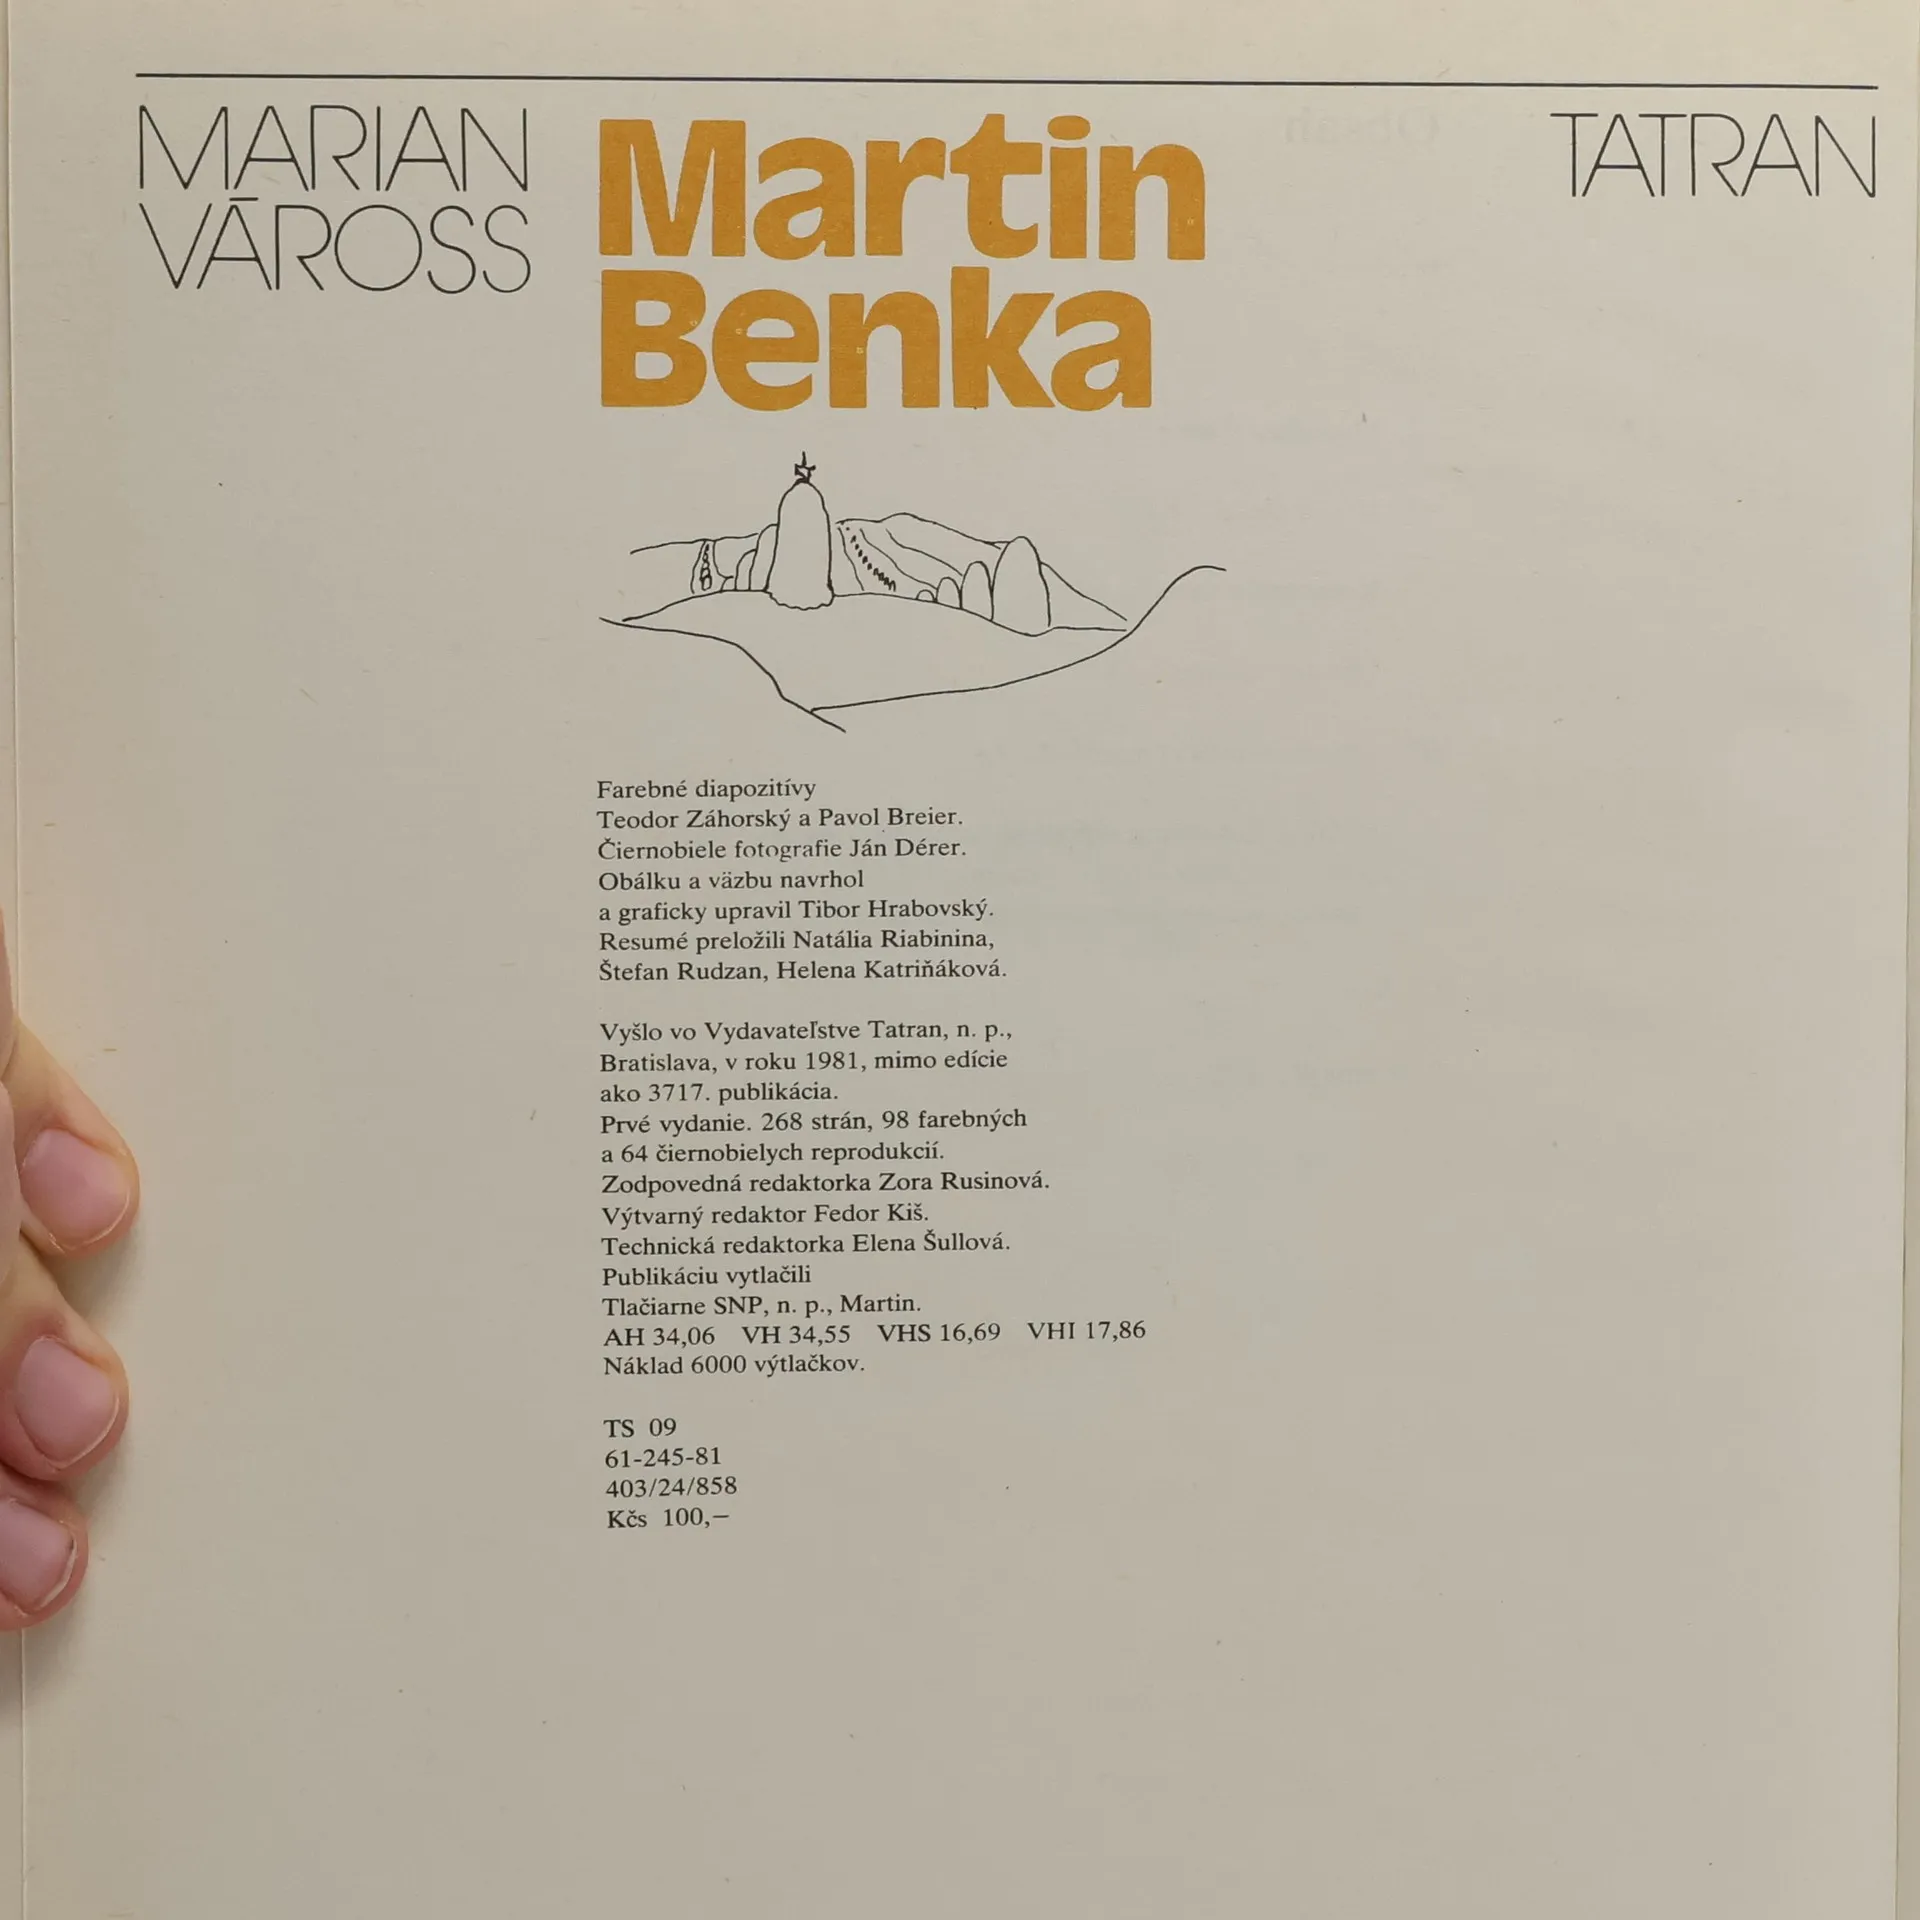 MARIAN
VÁROSS
Martin
Benka
TATRAN
Farebné diapozitívy
Teodor Záhorský a Pavol Breier.
Čiernobiele fotografie Ján Dérer.
Obálku a väzbu navrhol
a graficky upravil Tibor Hrabovský.
Resumé preložili Natália Riabinina,
Štefan Rudzan, Helena Katriňáková.
Vyšlo vo Vydavateľstve Tatran, n. p.,
Bratislava, v roku 1981, mimo edície
ako 3717. publikácia.
Prvé vydanie. 268 strán, 98 farebných
a 64 čiernobielych reprodukcií.
Zodpovedná redaktorka Zora Rusinová.
Výtvarný redaktor Fedor Kiš.
Technická redaktorka Elena Šullová.
Publikáciu vytlačili
Tlačiarne SNP, n. p., Martin.
AH 34,06 VH 34,55 VHS 16,69 VHI 17,86
Náklad 6000 výtlačkov.
TS 09
61-245-81
403/24/858
Kčs 100,—